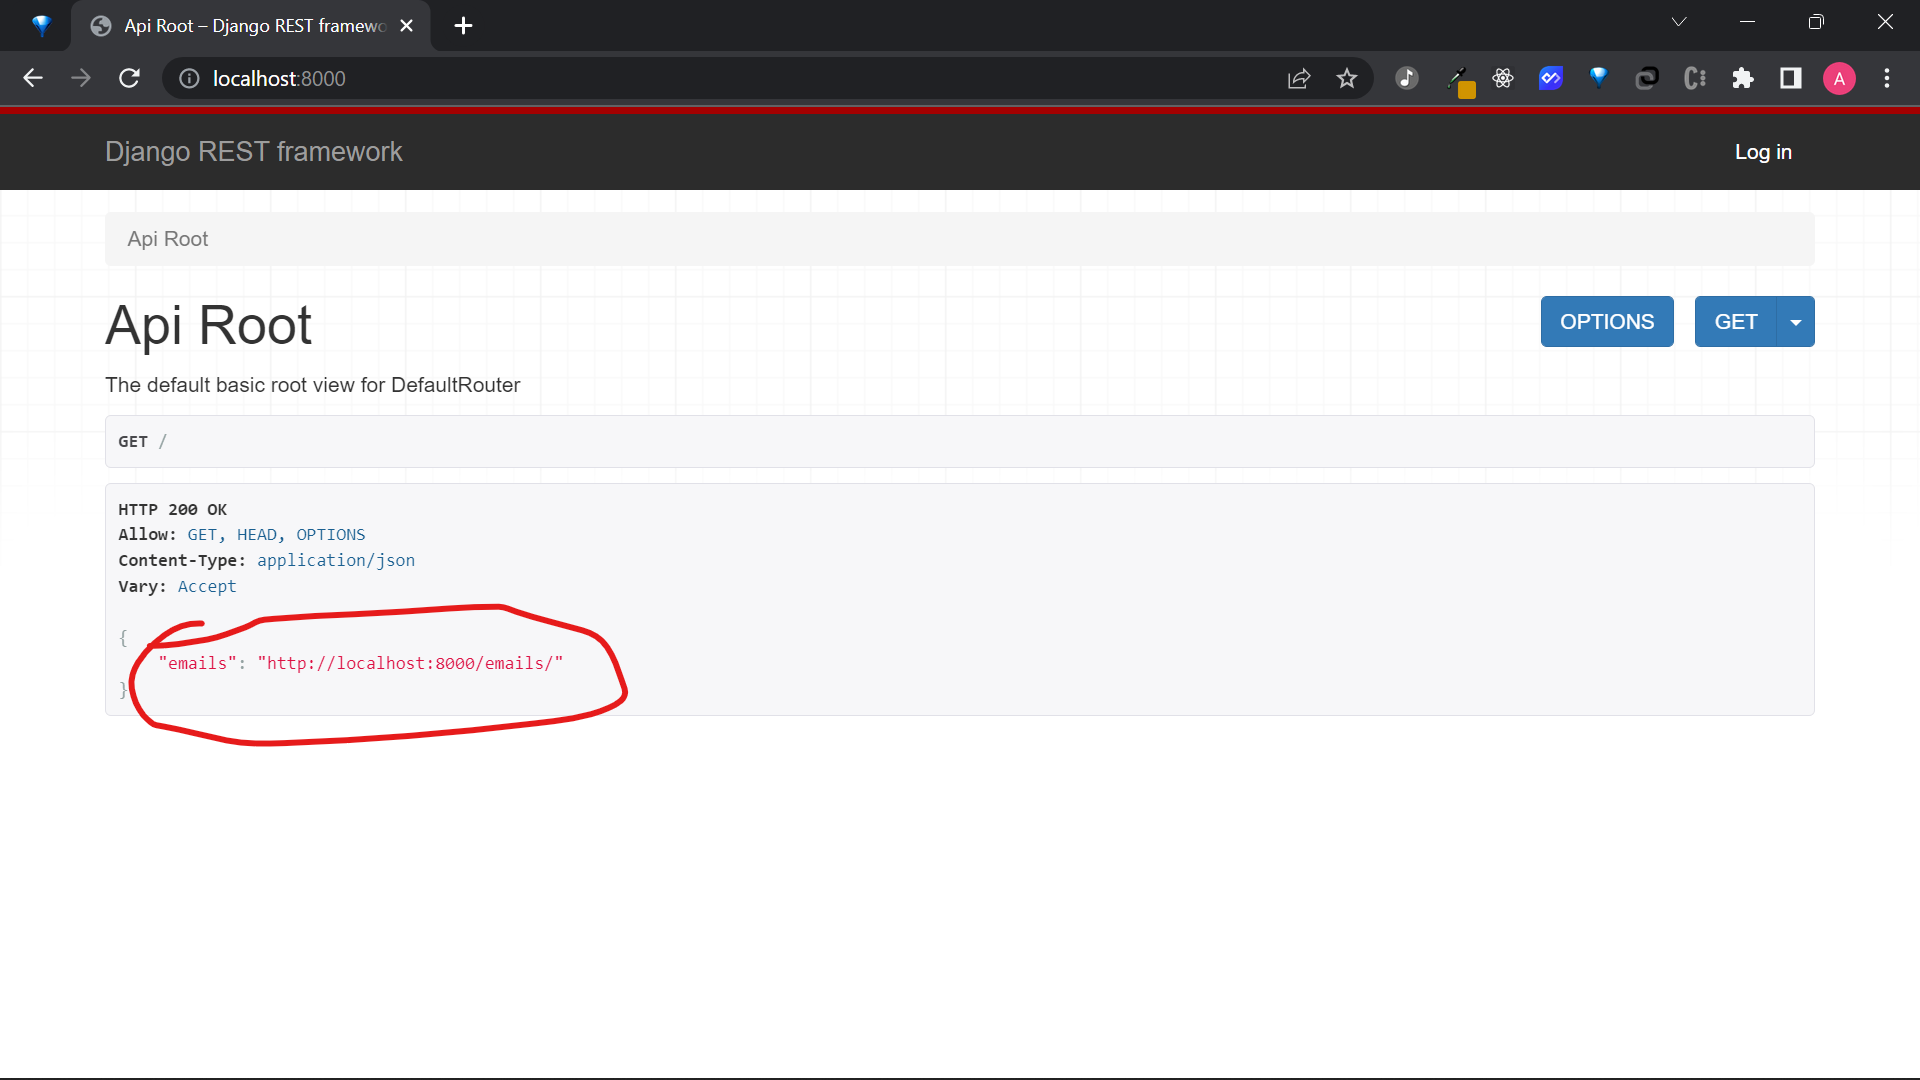 Api Root – Django REST framewo
localhost:8000
A
Django REST framework
Log in
Api Root
Api Root
OPTIONS
GET
The default basic root view for DefaultRouter
GET /
HTTP 200 OK
Allow: GET, HEAD, OPTIONS
Content-Type: application/json
Vary: Accept
{
"emails": "http://localhost:8000/emails/"
}